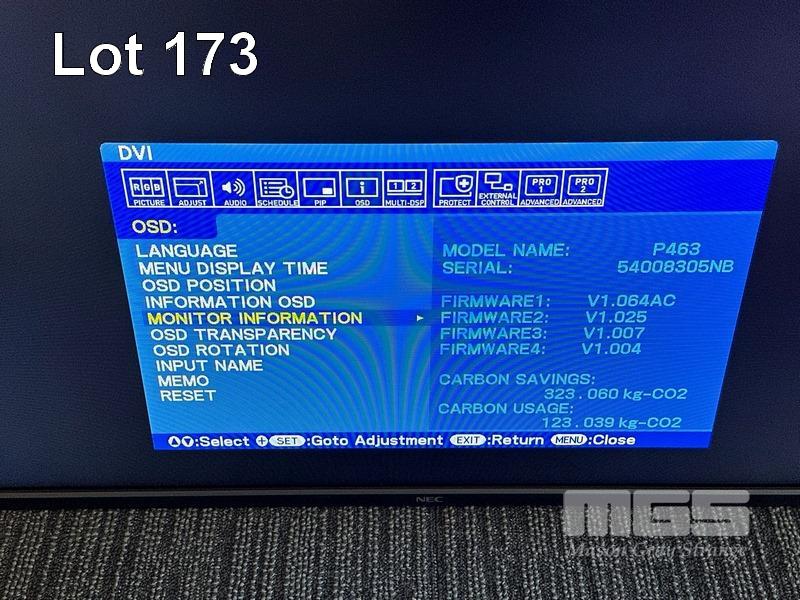 Lot 173
DVI
RGB 1 2 PRO 1 PRO 2
PICTURE ADJUST AUDIO SCHEDULE PIP OSD MULTI-DSP PROTECT EXTERNAL CONTROL ADVANCED ADVANCED
OSD:
LANGUAGE
MENU DISPLAY TIME
OSD POSITION
INFORMATION OSD
MONITOR INFORMATION
OSD TRANSPARENCY
OSD ROTATION
INPUT NAME
MEMO
RESET
MODEL NAME: P463
SERIAL: 54008305NB
FIRMWARE1: V1.064AC
FIRMWARE2: V1.025
FIRMWARE3: V1.007
FIRMWARE4: V1.004
CARBON SAVINGS:
323.060 kg-CO2
CARBON USAGE:
123.039 kg-CO2
:Select SET :Goto Adjustment EXIT :Return MENU :Close
NEC
MGS
Mason Gray Strange